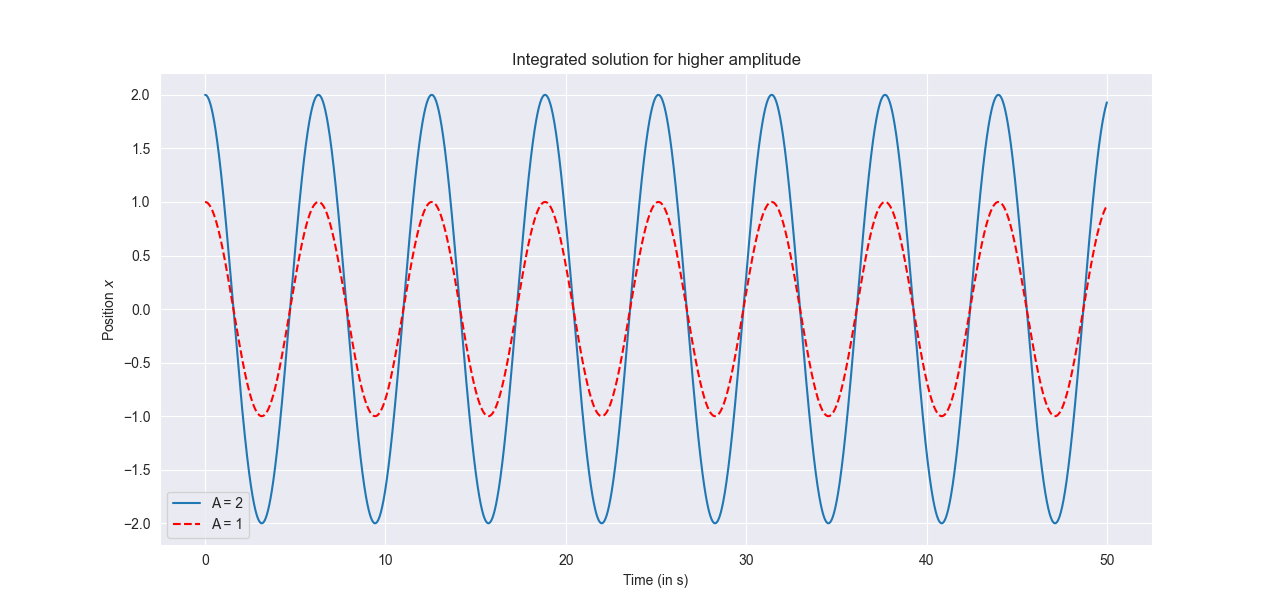 Integrated solution for higher amplitude
2.0
1.5
1.0
0.5
0.0
−0.5
−1.0
−1.5
−2.0
Position x
A = 2
A = 1
0 10 20 30 40 50
Time (in s)